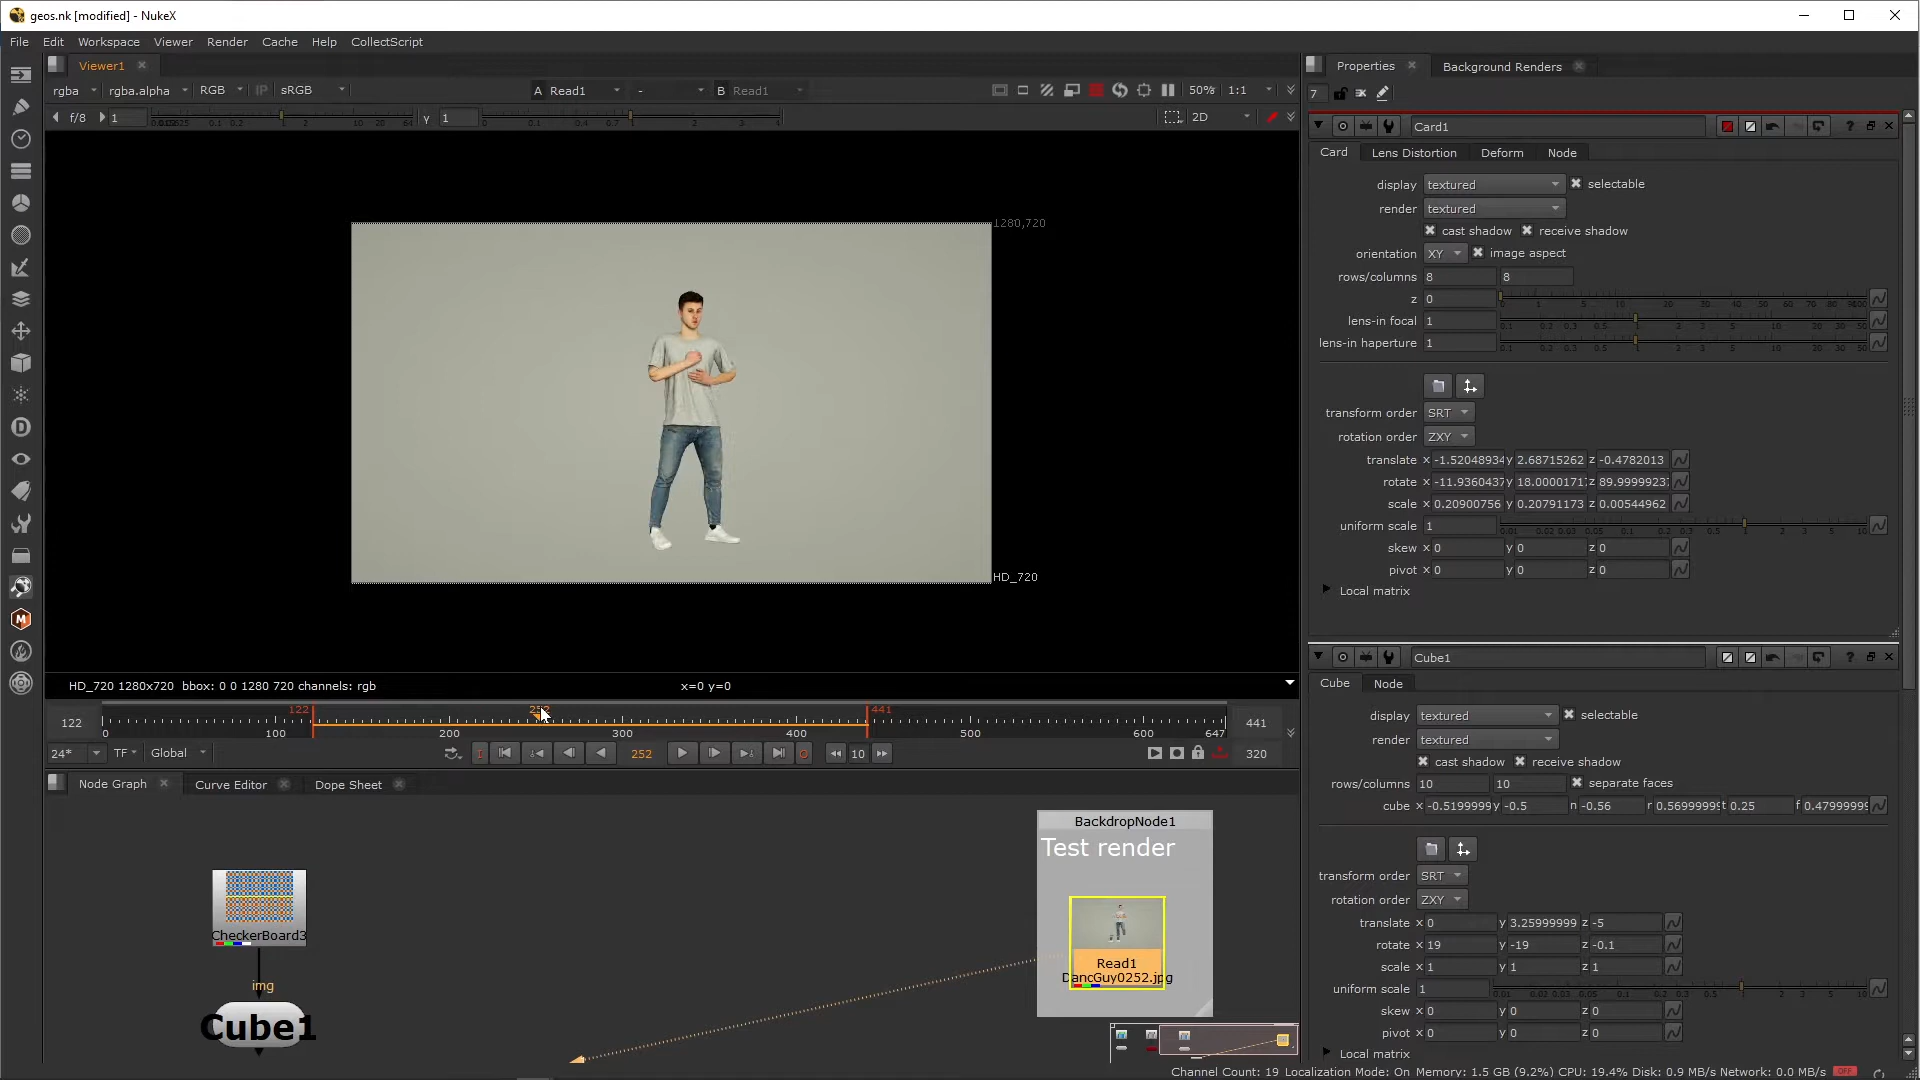 geos.nk [modified] - NukeX
File Edit Workspace Viewer Render Cache Help CollectScript
Viewer1
rgba rgba.alpha RGB IP sRGB A Read1 - B Read1 50% 1:1
f/8 1 y 1 2D
1280,720
HD_720
HD_720 1280x720 bbox: 0 0 1280 720 channels: rgb x=0 y=0
122 122 252 441 441
0 100 200 300 400 500 600 647
24* TF Global I 252 O 10 320
Node Graph Curve Editor Dope Sheet
CheckerBoard3
img
Cube1
BackdropNode1
Test render
Read1
DancGuy0252.jpg
Properties Background Renders
7
Card1
Card Lens Distortion Deform Node
display textured selectable
render textured
cast shadow receive shadow
orientation XY image aspect
rows/columns 8 8
z 0
lens-in focal 1
lens-in haperture 1
transform order SRT
rotation order ZXY
translate x -1.52048934 y 2.68715262 z -0.4782013
rotate x -11.9360437 y 18.0000171 z 89.9999923
scale x 0.20900756 y 0.20791173 z 0.00544962
uniform scale 1
skew x 0 y 0 z 0
pivot x 0 y 0 z 0
Local matrix
Cube1
Cube Node
display textured selectable
render textured
cast shadow receive shadow
rows/columns 10 10 separate faces
cube x -0.5199999 y -0.5 n -0.56 r 0.5699999 t 0.25 f 0.47999999
transform order SRT
rotation order ZXY
translate x 0 y 3.25999999 z -5
rotate x 19 y -19 z -0.1
scale x 1 y 1 z 1
uniform scale 1
skew x 0 y 0 z 0
pivot x 0 y 0 z 0
Local matrix
Channel Count: 19 Localization Mode: On Memory: 1.5 GB (9.2%) CPU: 19.4% Disk: 0.9 MB/s Network: 0.0 MB/s OFF